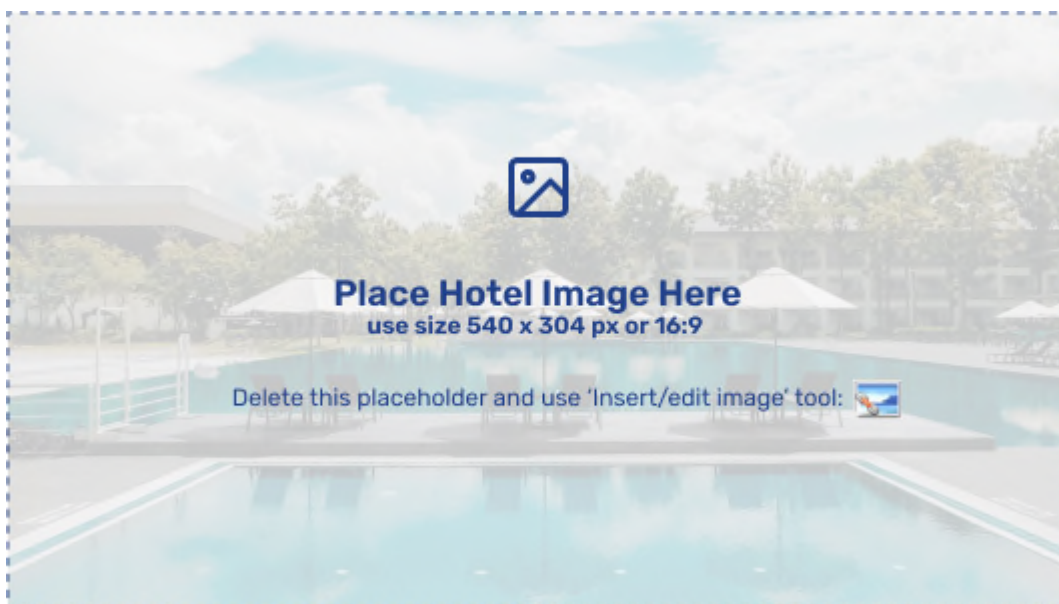 Place Hotel Image Here
use size 540 x 304 px or 16:9
Delete this placeholder and use ‘Insert/edit image’ tool: